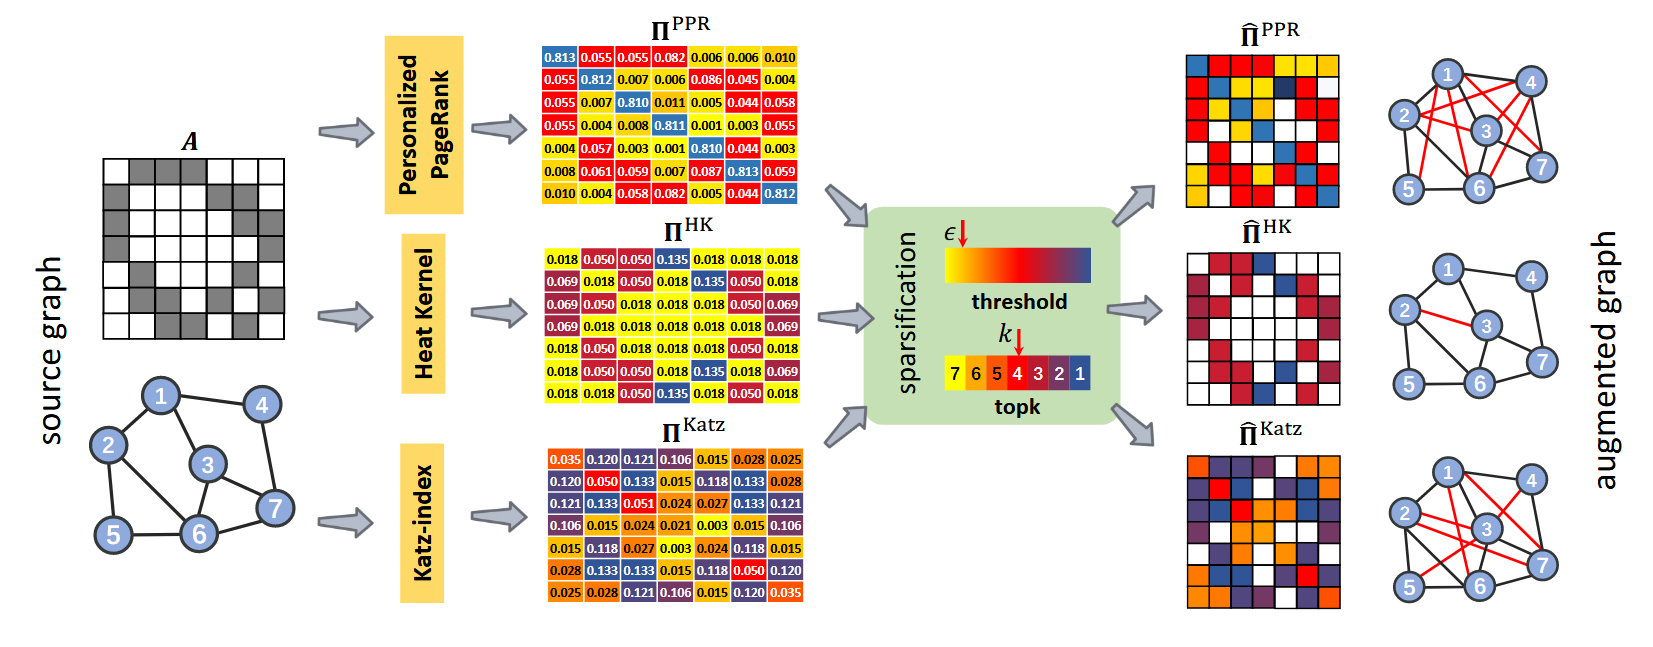 source graph
A
1
4
2
3
7
5
6
Personalized
PageRank
Heat Kernel
Katz-index
Π^PPR
0.813 0.055 0.055 0.082 0.006 0.006 0.010
0.055 0.812 0.007 0.006 0.086 0.045 0.004
0.055 0.007 0.810 0.011 0.005 0.044 0.058
0.055 0.004 0.008 0.811 0.001 0.003 0.055
0.004 0.057 0.003 0.001 0.810 0.044 0.003
0.008 0.061 0.059 0.007 0.087 0.813 0.059
0.010 0.004 0.058 0.082 0.005 0.044 0.812
Π^HK
0.018 0.050 0.050 0.135 0.018 0.018 0.018
0.069 0.018 0.050 0.018 0.135 0.050 0.018
0.069 0.050 0.018 0.018 0.018 0.050 0.069
0.069 0.018 0.018 0.018 0.018 0.018 0.069
0.018 0.050 0.018 0.018 0.018 0.050 0.018
0.018 0.050 0.050 0.018 0.135 0.018 0.069
0.018 0.018 0.050 0.135 0.018 0.050 0.018
Π^Katz
0.035 0.120 0.121 0.106 0.015 0.028 0.025
0.120 0.050 0.133 0.015 0.118 0.133 0.028
0.121 0.133 0.051 0.024 0.027 0.133 0.121
0.106 0.015 0.024 0.021 0.003 0.015 0.106
0.015 0.118 0.027 0.003 0.024 0.118 0.015
0.028 0.133 0.133 0.015 0.118 0.050 0.120
0.025 0.028 0.121 0.106 0.015 0.120 0.035
sparsification
ϵ
threshold
k
7 6 5 4 3 2 1
topk
Π̂^PPR
1
4
2
3
7
5
6
Π̂^HK
1
4
2
3
7
5
6
Π̂^Katz
1
4
2
3
7
5
6
augmented graph